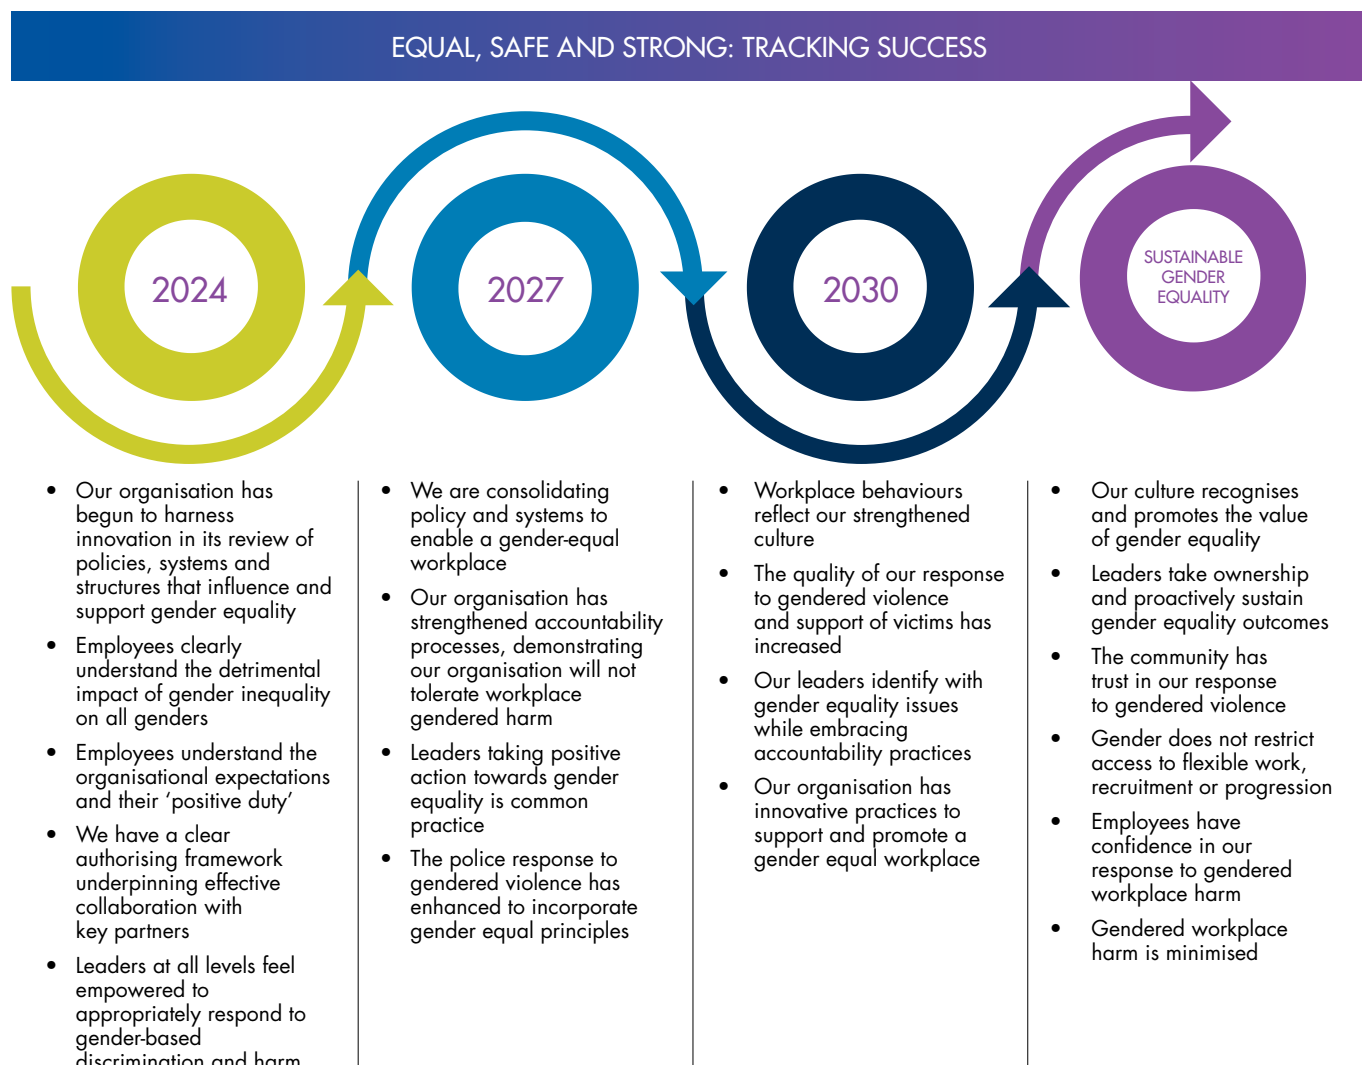 EQUAL, SAFE AND STRONG: TRACKING SUCCESS
2024
2027
2030
SUSTAINABLE
GENDER
EQUALITY
• Our organisation has
begun to harness
innovation in its review of
policies, systems and
structures that influence and
support gender equality
• Employees clearly
understand the detrimental
impact of gender inequality
on all genders
• Employees understand the
organisational expectations
and their ‘positive duty’
• We have a clear
authorising framework
underpinning effective
collaboration with
key partners
• Leaders at all levels feel
empowered to
appropriately respond to
gender-based
discrimination and harm
• We are consolidating
policy and systems to
enable a gender-equal
workplace
• Our organisation has
strengthened accountability
processes, demonstrating
our organisation will not
tolerate workplace
gendered harm
• Leaders taking positive
action towards gender
equality is common
practice
• The police response to
gendered violence has
enhanced to incorporate
gender equal principles
• Workplace behaviours
reflect our strengthened
culture
• The quality of our response
to gendered violence
and support of victims has
increased
• Our leaders identify with
gender equality issues
while embracing
accountability practices
• Our organisation has
innovative practices to
support and promote a
gender equal workplace
• Our culture recognises
and promotes the value
of gender equality
• Leaders take ownership
and proactively sustain
gender equality outcomes
• The community has
trust in our response
to gendered violence
• Gender does not restrict
access to flexible work,
recruitment or progression
• Employees have
confidence in our
response to gendered
workplace harm
• Gendered workplace
harm is minimised